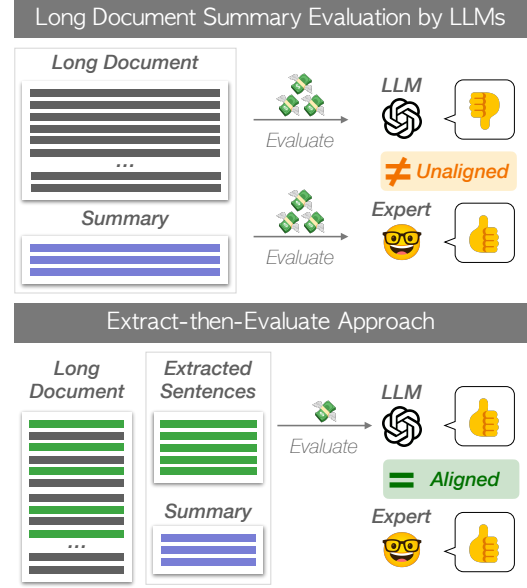 Long Document Summary Evaluation by LLMs
Long Document
...
Summary
Evaluate
LLM
≠ Unaligned
Evaluate
Expert
Extract-then-Evaluate Approach
Long
Document
...
Extracted
Sentences
Summary
Evaluate
LLM
= Aligned
Expert